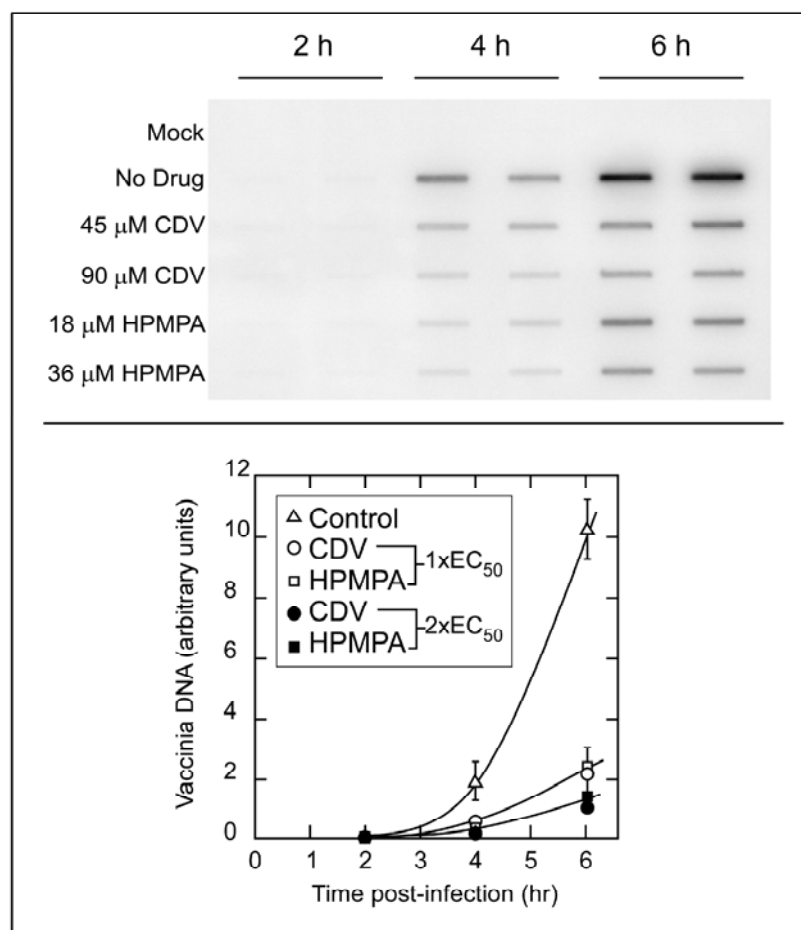 2 h 4 h 6 h
Mock
No Drug
45 μM CDV
90 μM CDV
18 μM HPMPA
36 μM HPMPA
12
10
8
6
4
2
0
Vaccinia DNA (arbitrary units)
Control
CDV
HPMPA
1xEC50
CDV
HPMPA
2xEC50
0 1 2 3 4 5 6
Time post-infection (hr)